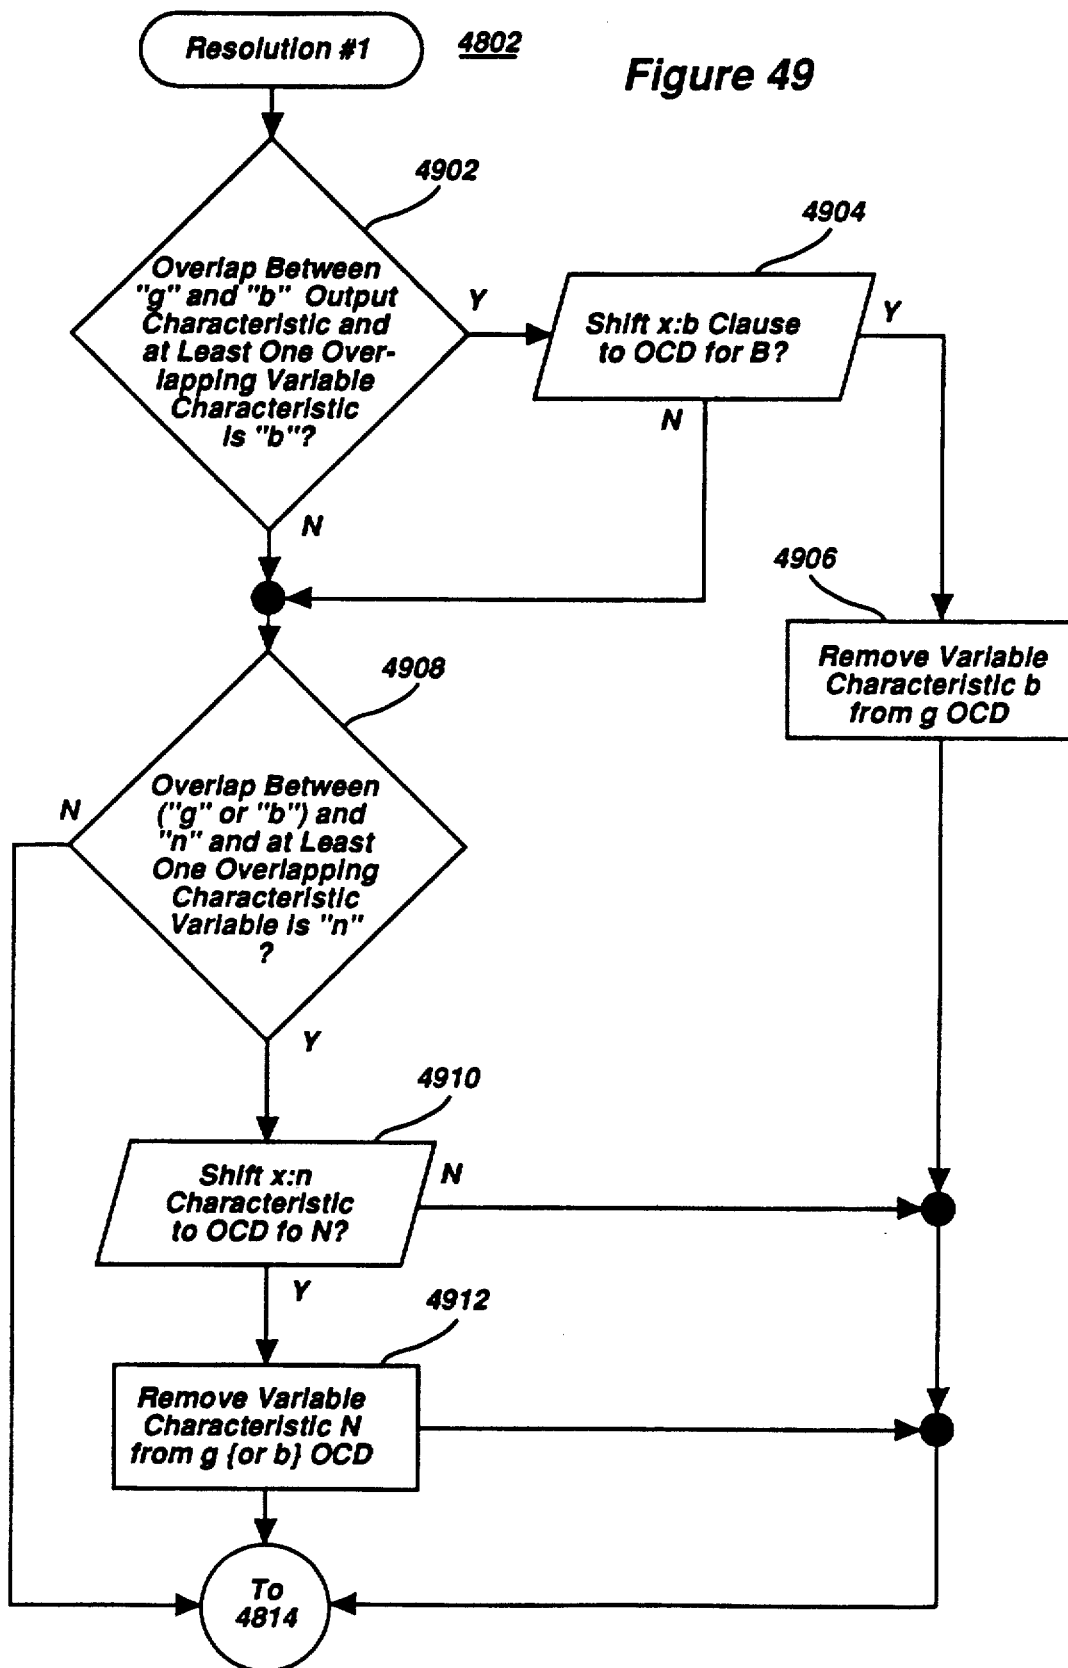 Resolution #1
4802
Figure 49
4902
Overlap Between
"g" and "b" Output
Characteristic and
at Least One Over-
lapping Variable
Characteristic
is "b"?
Y
N
4904
Shift x:b Clause
to OCD for B?
Y
N
4906
Remove Variable
Characteristic b
from g OCD
4908
Overlap Between
("g" or "b") and
"n" and at Least
One Overlapping
Characteristic
Variable is "n"
?
N
Y
4910
Shift x:n
Characteristic
to OCD fo N?
N
Y
4912
Remove Variable
Characteristic N
from g {or b} OCD
To
4814